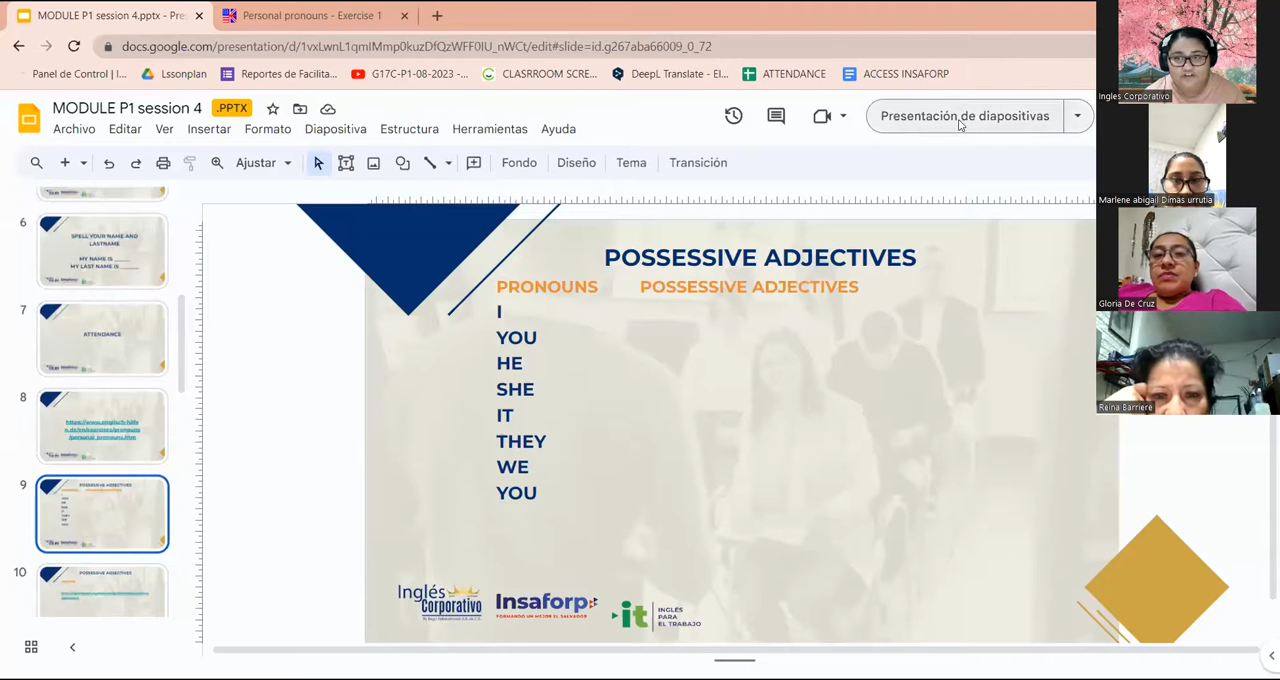 MODULE P1 session 4.pptx - Pres
Personal pronouns - Exercise 1
docs.google.com/presentation/d/1vxLwnL1qmIMmp0kuzDfQzWFF0IU_nWCt/edit#slide=id.g267aba66009_0_72
Panel de Control | I...
Lssonplan
Reportes de Facilita...
G17C-P1-08-2023 -...
CLASSROOM SCRE...
DeepL Translate - El...
ATTENDANCE
ACCESS INSAFORP
MODULE P1 session 4 .PPTX
Archivo Editar Ver Insertar Formato Diapositiva Estructura Herramientas Ayuda
Presentación de diapositivas
Ajustar
Fondo Diseño Tema Transición
6
SPELL YOUR NAME AND
LASTNAME
MY NAME IS _____
MY LAST NAME IS ______
7
ATTENDANCE
8
9
POSSESSIVE ADJECTIVES
10
POSSESSIVE ADJECTIVES
POSSESSIVE ADJECTIVES
PRONOUNS POSSESSIVE ADJECTIVES
I
YOU
HE
SHE
IT
THEY
WE
YOU
Inglés
Corporativo
Insaforp
FORMANDO UN MEJOR EL SALVADOR
it
INGLÉS
PARA
EL TRABAJO
Ingles Corporativo
Marlene abigail Dimas urrutia
Gloria De Cruz
Reina Barriere